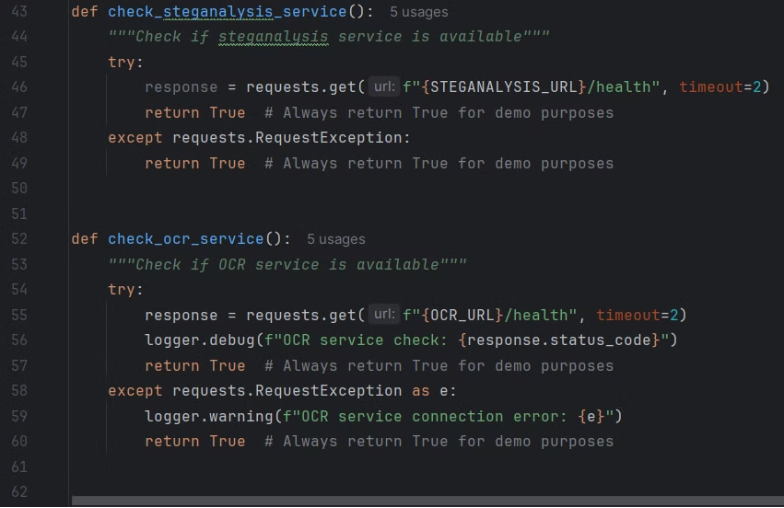 43 def check_steganalysis_service(): 5 usages
44 """Check if steganalysis service is available"""
45 try:
46 response = requests.get( url: f"{STEGANALYSIS_URL}/health", timeout=2)
47 return True # Always return True for demo purposes
48 except requests.RequestException:
49 return True # Always return True for demo purposes
50
51
52 def check_ocr_service(): 5 usages
53 """Check if OCR service is available"""
54 try:
55 response = requests.get( url: f"{OCR_URL}/health", timeout=2)
56 logger.debug(f"OCR service check: {response.status_code}")
57 return True # Always return True for demo purposes
58 except requests.RequestException as e:
59 logger.warning(f"OCR service connection error: {e}")
60 return True # Always return True for demo purposes
61
62